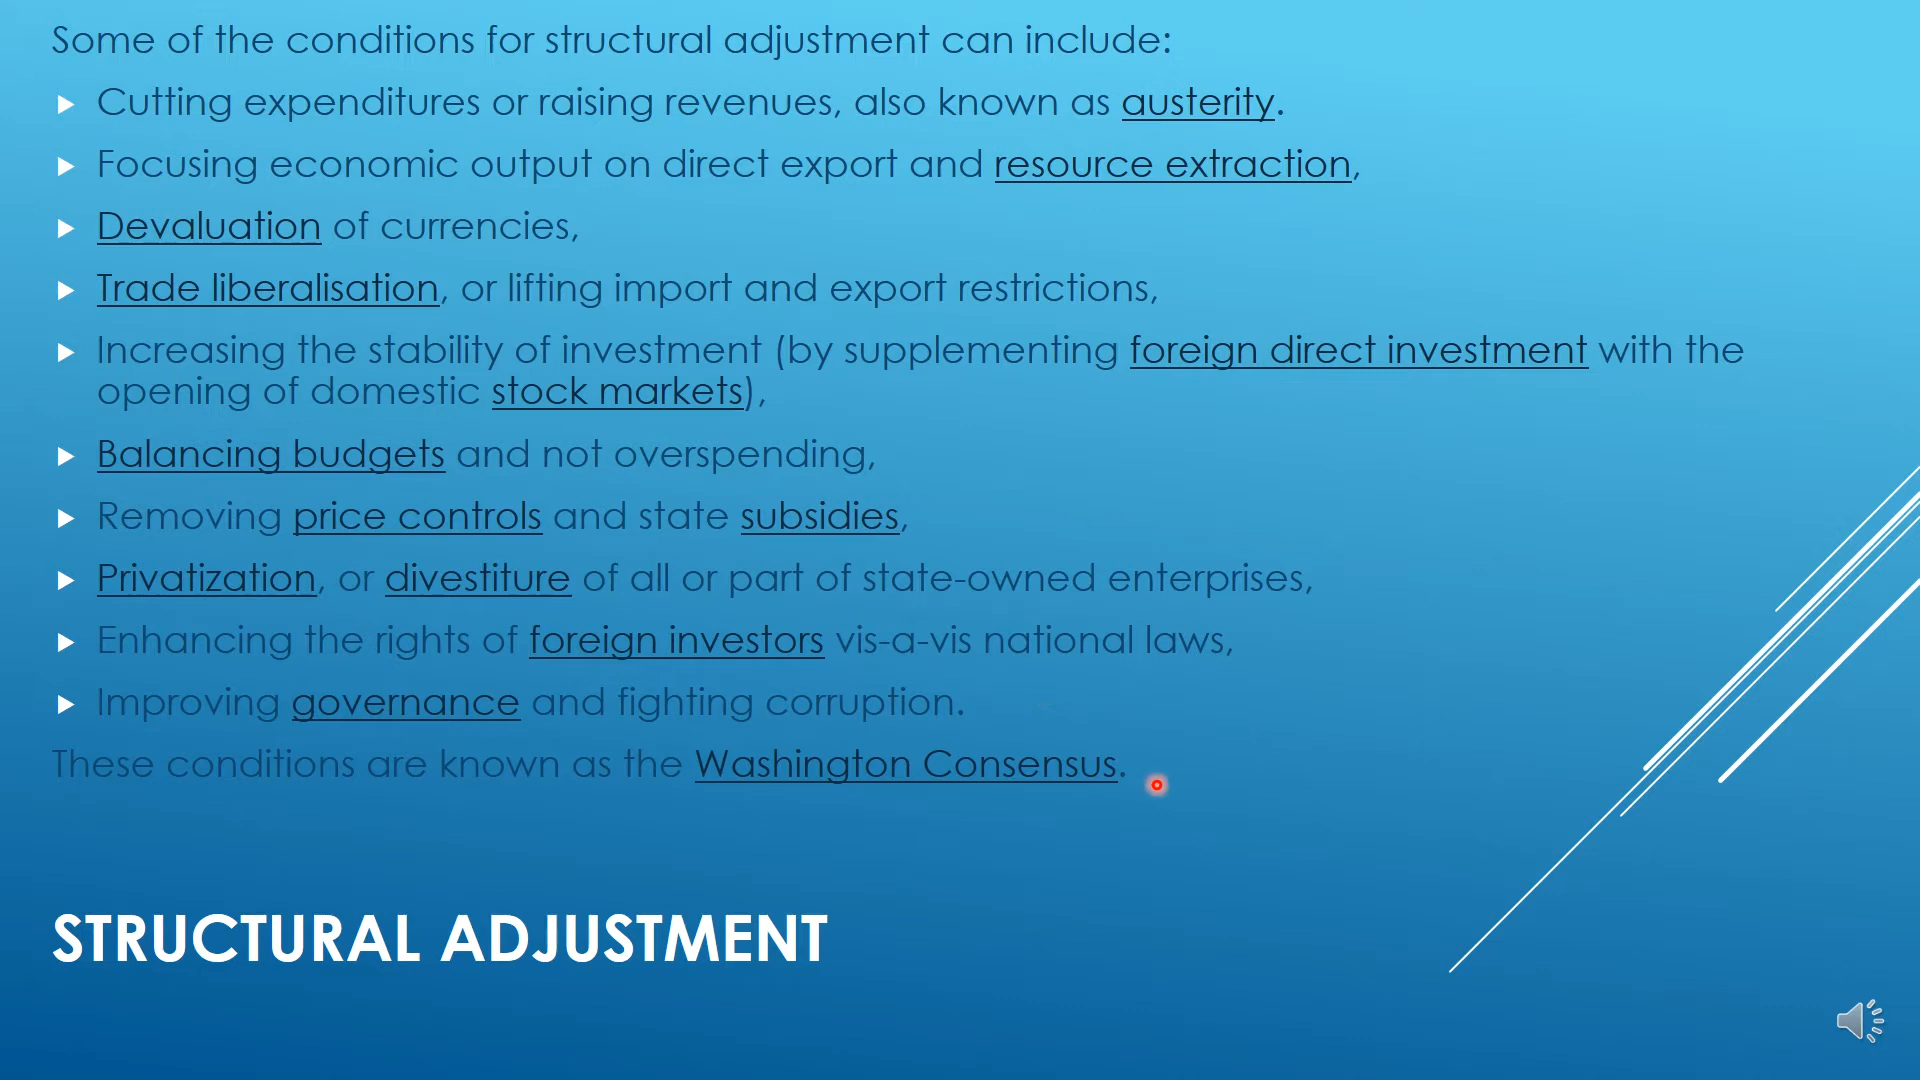 Some of the conditions for structural adjustment can include:
Cutting expenditures or raising revenues, also known as austerity.
Focusing economic output on direct export and resource extraction,
Devaluation of currencies,
Trade liberalisation, or lifting import and export restrictions,
Increasing the stability of investment (by supplementing foreign direct investment with the
opening of domestic stock markets),
Balancing budgets and not overspending,
Removing price controls and state subsidies,
Privatization, or divestiture of all or part of state-owned enterprises,
Enhancing the rights of foreign investors vis-a-vis national laws,
Improving governance and fighting corruption.
These conditions are known as the Washington Consensus.
STRUCTURAL ADJUSTMENT